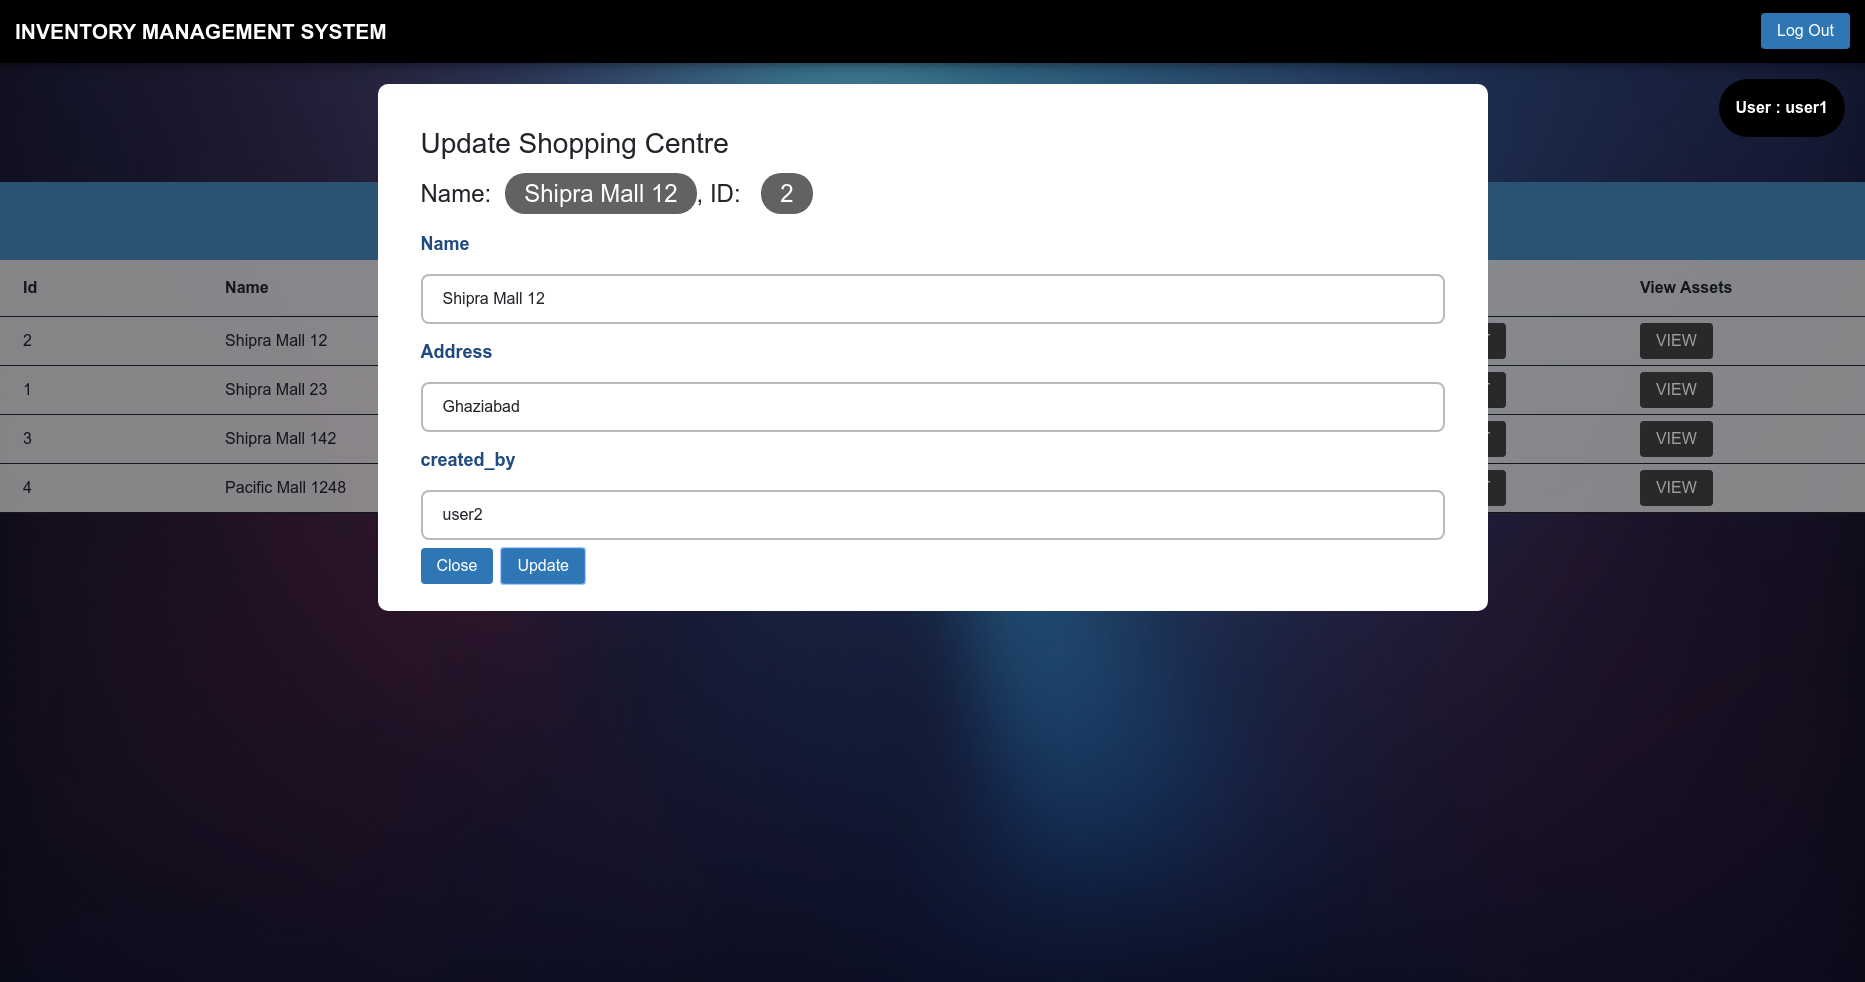 INVENTORY MANAGEMENT SYSTEM
Log Out
User : user1
Update Shopping Centre
Name: Shipra Mall 12 , ID: 2
Name
Shipra Mall 12
Address
Ghaziabad
created_by
user2
Close Update
Id Name View Assets
2 Shipra Mall 12 VIEW
1 Shipra Mall 23 VIEW
3 Shipra Mall 142 VIEW
4 Pacific Mall 1248 VIEW